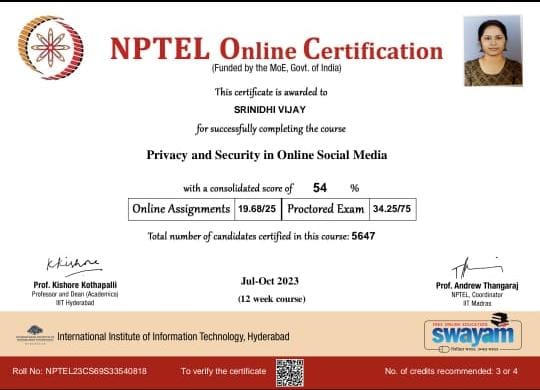 NPTEL Online Certification
(Funded by the MoE, Govt. of India)
This certificate is awarded to
SRINIDHI VIJAY
for successfully completing the course
Privacy and Security in Online Social Media
with a consolidated score of 54 %
Online Assignments 19.68/25 Proctored Exam 34.25/75
Total number of candidates certified in this course: 5647
Prof. Kishore Kothapalli
Professor and Dean (Academics)
IIT Hyderabad
Jul-Oct 2023
(12 week course)
Prof. Andrew Thangaraj
NPTEL, Coordinator
IIT Madras
International Institute of Information Technology, Hyderabad
FREE ONLINE EDUCATION
swayam
Roll No: NPTEL23CS69S33540818
To verify the certificate
No. of credits recommended: 3 or 4